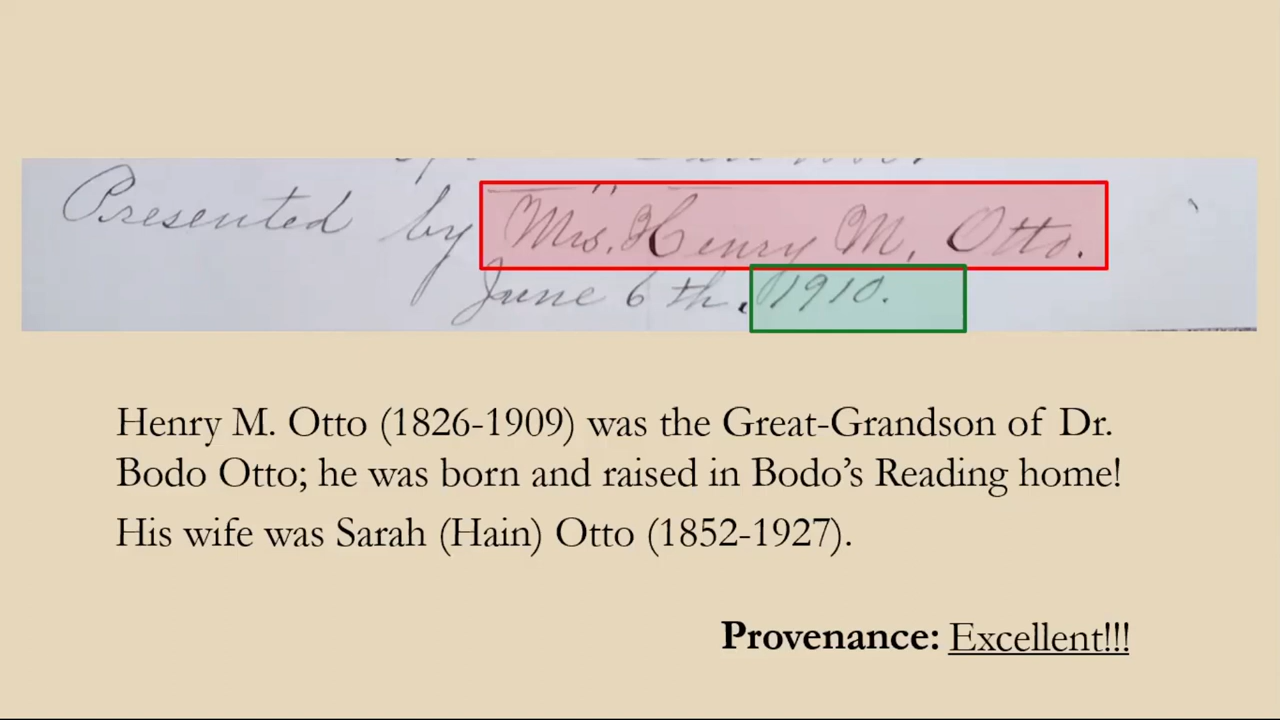 Presented by Mrs. Henry M. Otto.
June 6th, 1910.
Henry M. Otto (1826-1909) was the Great-Grandson of Dr.
Bodo Otto; he was born and raised in Bodo’s Reading home!
His wife was Sarah (Hain) Otto (1852-1927).
Provenance: Excellent!!!